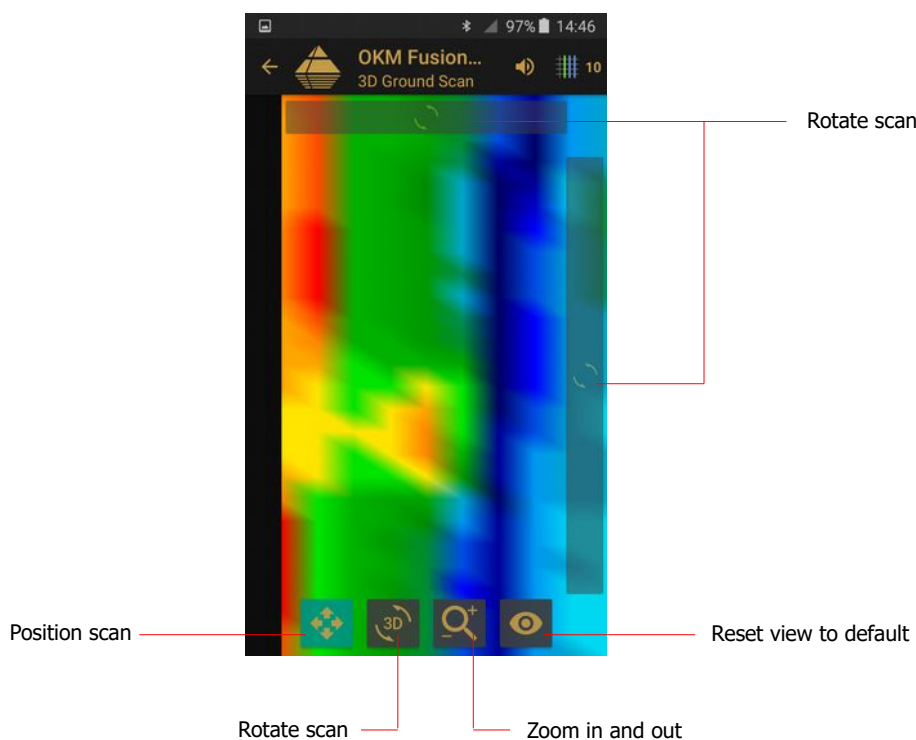 97% 14:46
OKM Fusion...
3D Ground Scan
10
Rotate scan
3D
Position scan
Reset view to default
Rotate scan
Zoom in and out